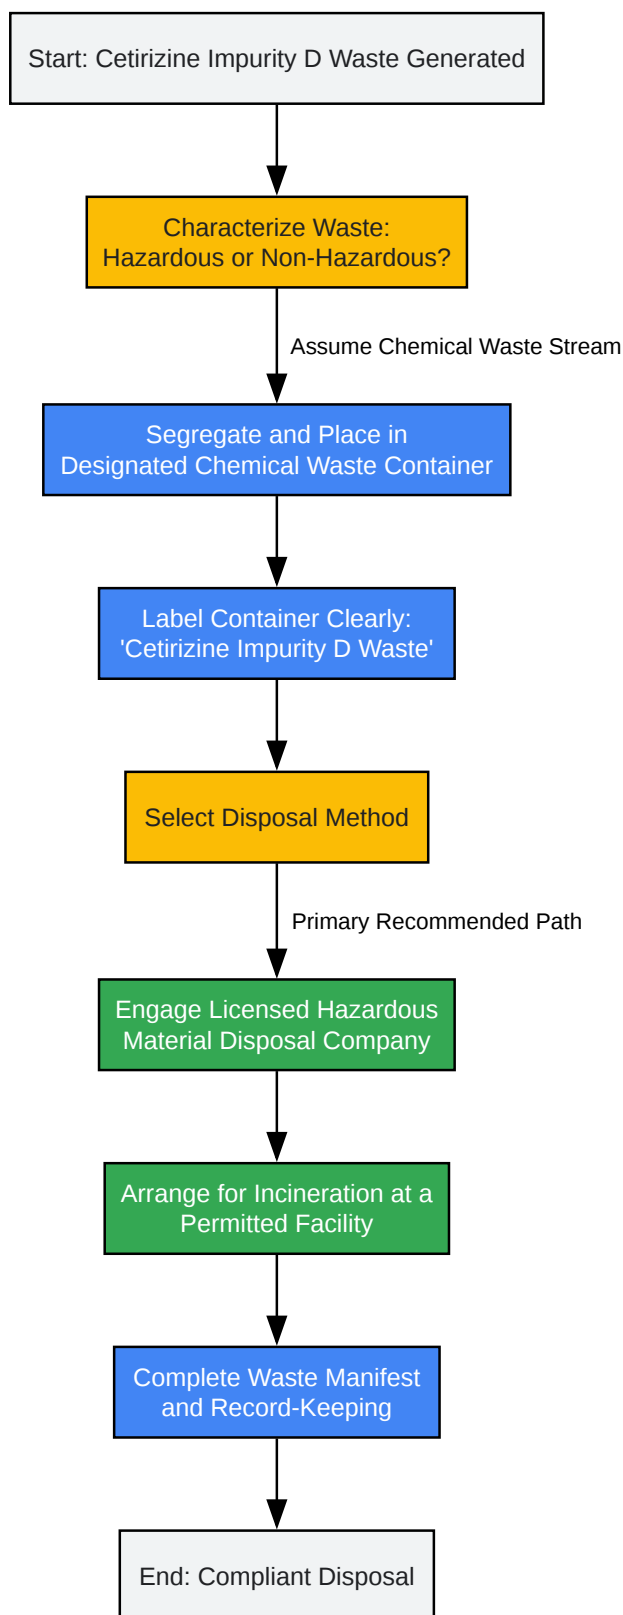 Start: Cetirizine Impurity D Waste Generated
Characterize Waste:
Hazardous or Non-Hazardous?
Assume Chemical Waste Stream
Segregate and Place in
Designated Chemical Waste Container
Label Container Clearly:
'Cetirizine Impurity D Waste'
Select Disposal Method
Primary Recommended Path
Engage Licensed Hazardous
Material Disposal Company
Arrange for Incineration at a
Permitted Facility
Complete Waste Manifest
and Record-Keeping
End: Compliant Disposal